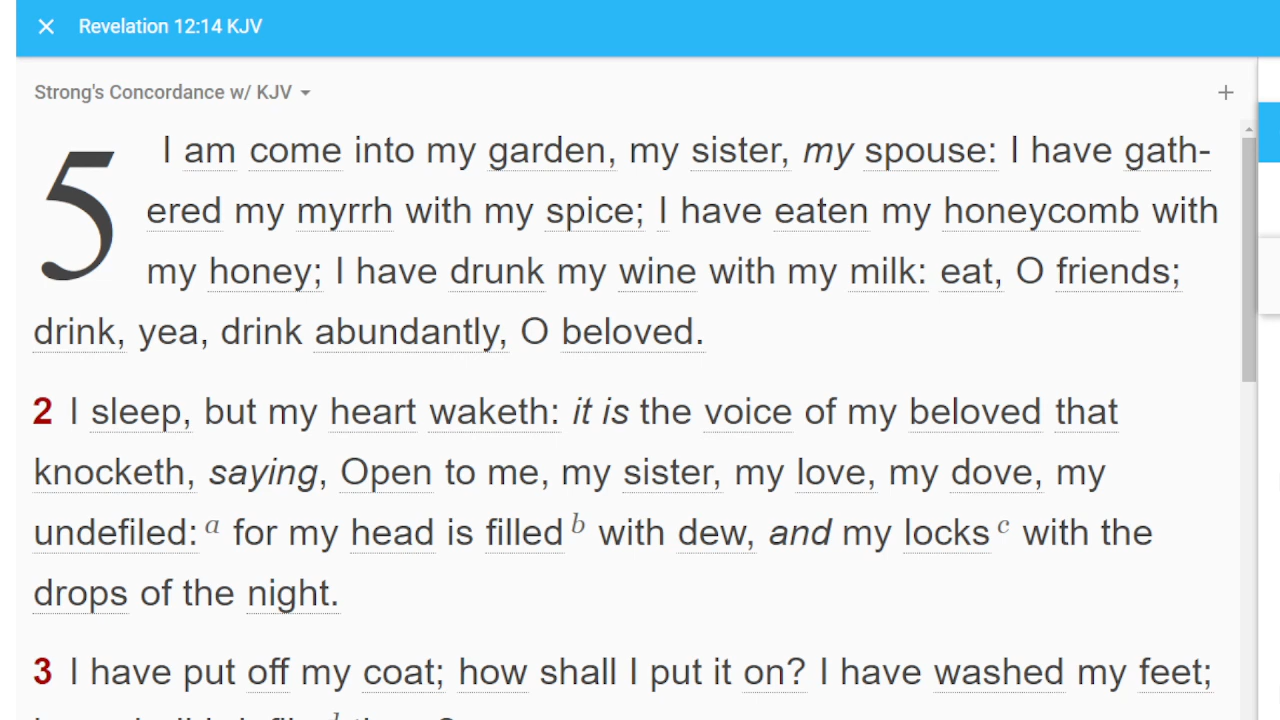 Revelation 12:14 KJV
Strong's Concordance w/ KJV
5 I am come into my garden, my sister, my spouse: I have gath-
ered my myrrh with my spice; I have eaten my honeycomb with
my honey; I have drunk my wine with my milk: eat, O friends;
drink, yea, drink abundantly, O beloved.
2 I sleep, but my heart waketh: it is the voice of my beloved that
knocketh, saying, Open to me, my sister, my love, my dove, my
undefiled: a for my head is filled b with dew, and my locks c with the
drops of the night.
3 I have put off my coat; how shall I put it on? I have washed my feet;